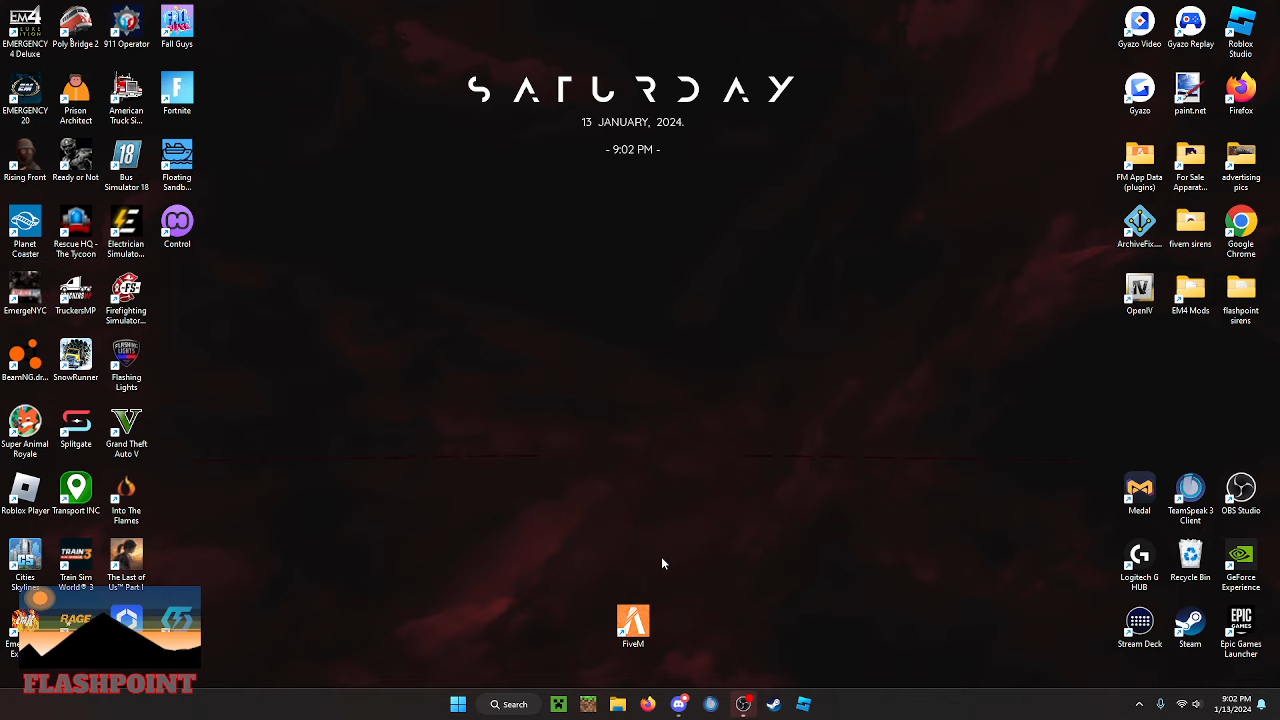 EMERGENCY
4 Deluxe
Poly Bridge 2
911 Operator
Fall Guys
EMERGENCY
20
Prison
Architect
American
Truck Si...
Fortnite
Rising Front
Ready or Not
Bus
Simulator 18
Floating
Sandb...
Planet
Coaster
Rescue HQ -
The Tycoon
Electrician
Simulato...
Control
EmergeNYC
TruckersMP
Firefighting
Simulator...
BeamNG.dr...
SnowRunner
Flashing
Lights
Super Animal
Royale
Splitgate
Grand Theft
Auto V
Roblox Player
Transport INC
Into The
Flames
Cities
Skylines
Train Sim
World® 3
The Last of
Us™ Part I
RAGE
FLASHPOINT
SATURDAY
13 JANUARY, 2024.
- 9:02 PM -
FiveM
Gyazo Video
Gyazo Replay
Roblox
Studio
Gyazo
paint.net
Firefox
FM App Data
(plugins)
For Sale
Apparat...
advertising
pics
ArchiveFix....
fivem sirens
Google
Chrome
OpenIV
EM4 Mods
flashpoint
sirens
Medal
TeamSpeak 3
Client
OBS Studio
Logitech G
HUB
Recycle Bin
GeForce
Experience
Stream Deck
Steam
Epic Games
Launcher
Search
9:02 PM
1/13/2024